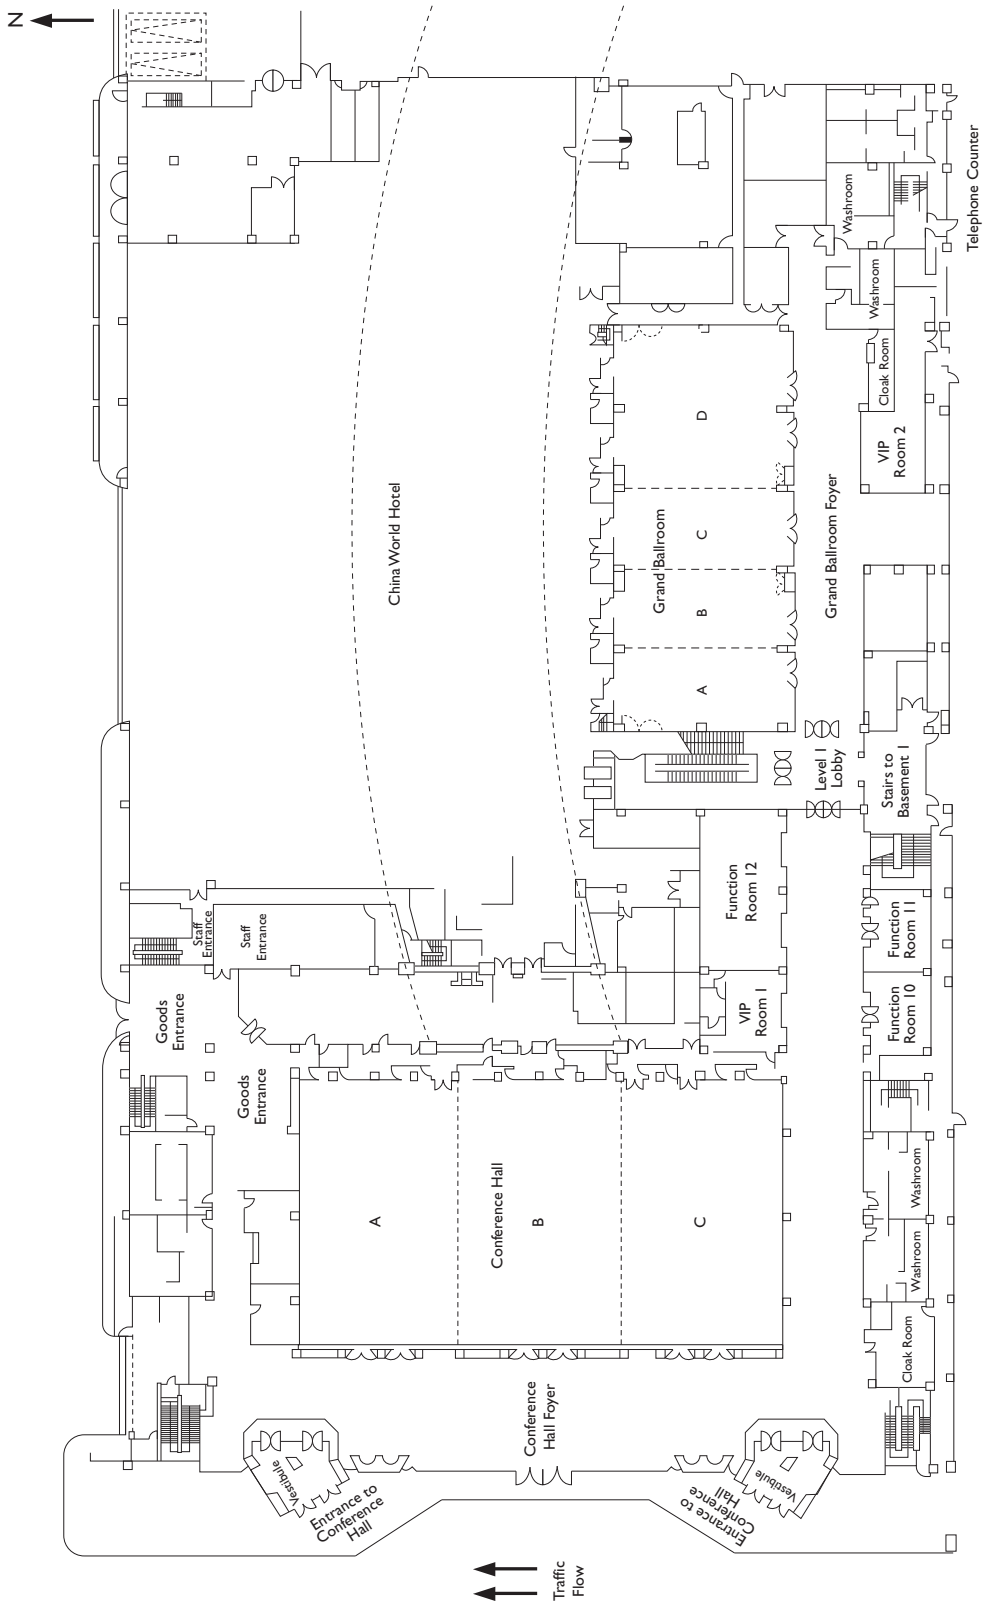 N
Telephone Counter
Washroom
Washroom
Cloak Room
VIP
Room 2
China World Hotel
Grand Ballroom
D
C
B
A
Grand Ballroom Foyer
Level 1
Lobby
Stairs to
Basement 1
Function
Room 12
Function
Room 11
Function
Room 10
VIP
Room 1
Staff
Entrance
Staff
Entrance
Goods
Entrance
Goods
Entrance
Conference Hall
A
B
C
Washroom
Washroom
Cloak Room
Conference
Hall Foyer
Vestibule
Entrance to
Conference
Hall
Vestibule
Entrance to
Conference
Hall
Traffic
Flow